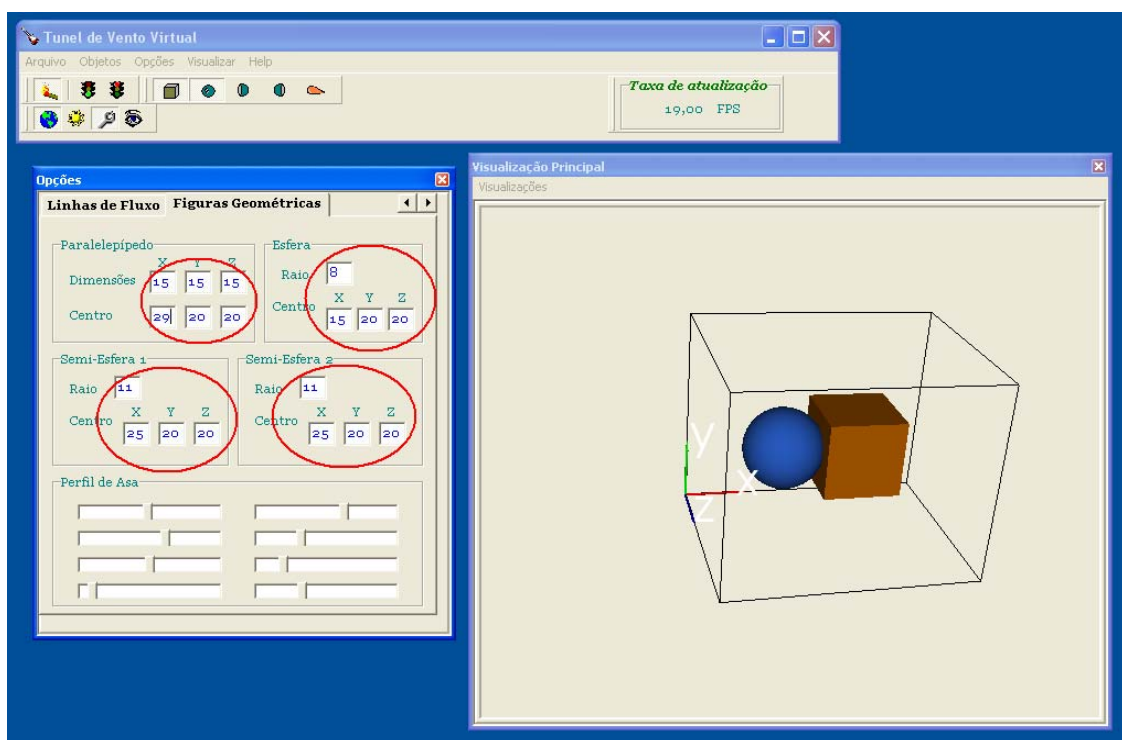 Tunel de Vento Virtual
Arquivo Objetos Opções Visualizar Help
Taxa de atualização
19,00 FPS
Opções
Linhas de Fluxo Figuras Geométricas
Paralelepípedo
X Y Z
Dimensões 15 15 15
Centro 29 20 20
Esfera
Raio 8
X Y Z
Centro 15 20 20
Semi-Esfera 1
Raio 11
X Y Z
Centro 25 20 20
Semi-Esfera 2
Raio 11
X Y Z
Centro 25 20 20
Perfil de Asa
Visualização Principal
Visualizações
y
x
z